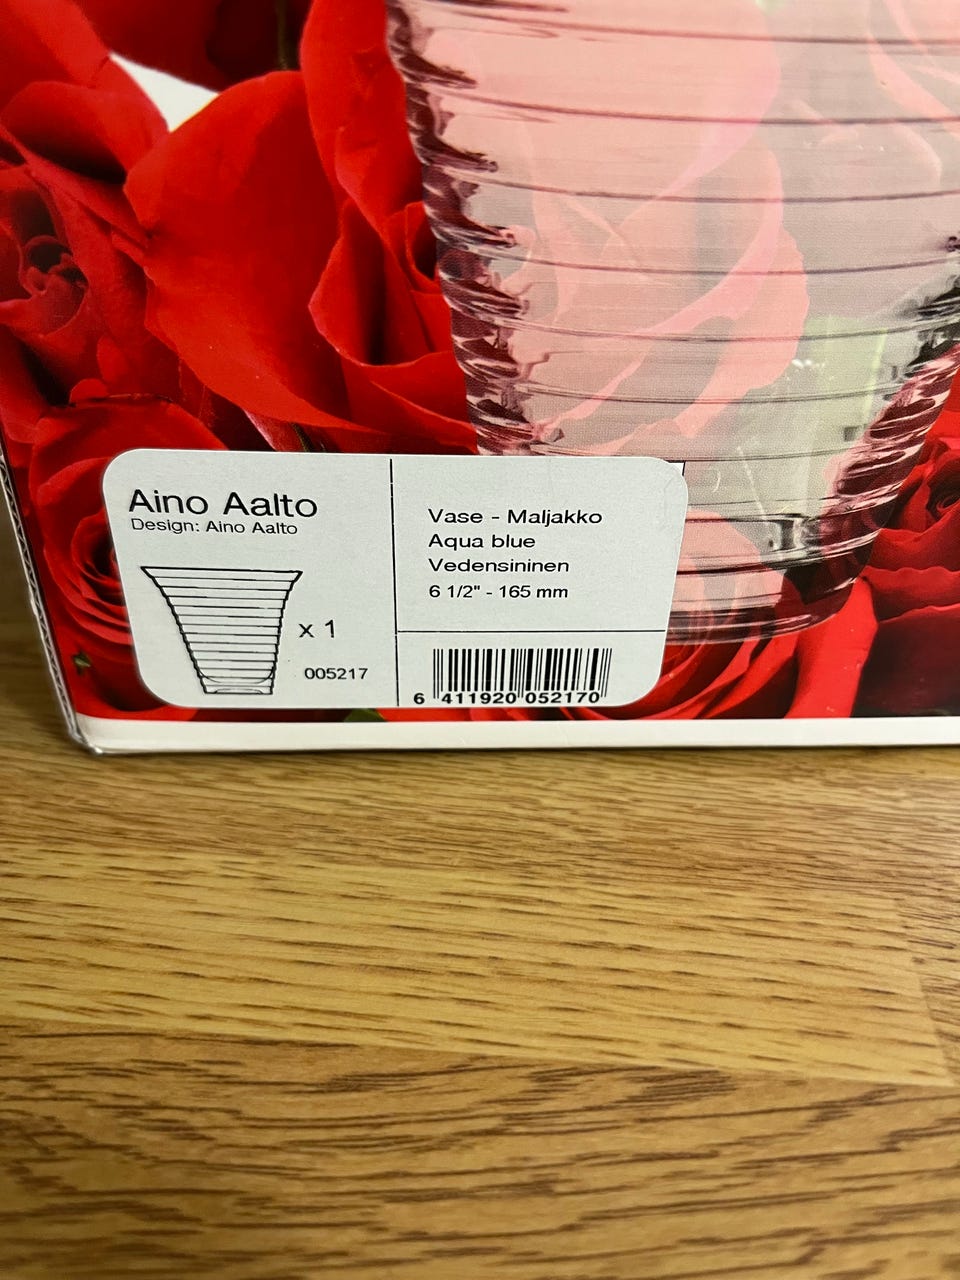 Aino Aalto
Design: Aino Aalto
x 1
005217
Vase - Maljakko
Aqua blue
Vedensininen
6 1/2" - 165 mm
6 411920 052170